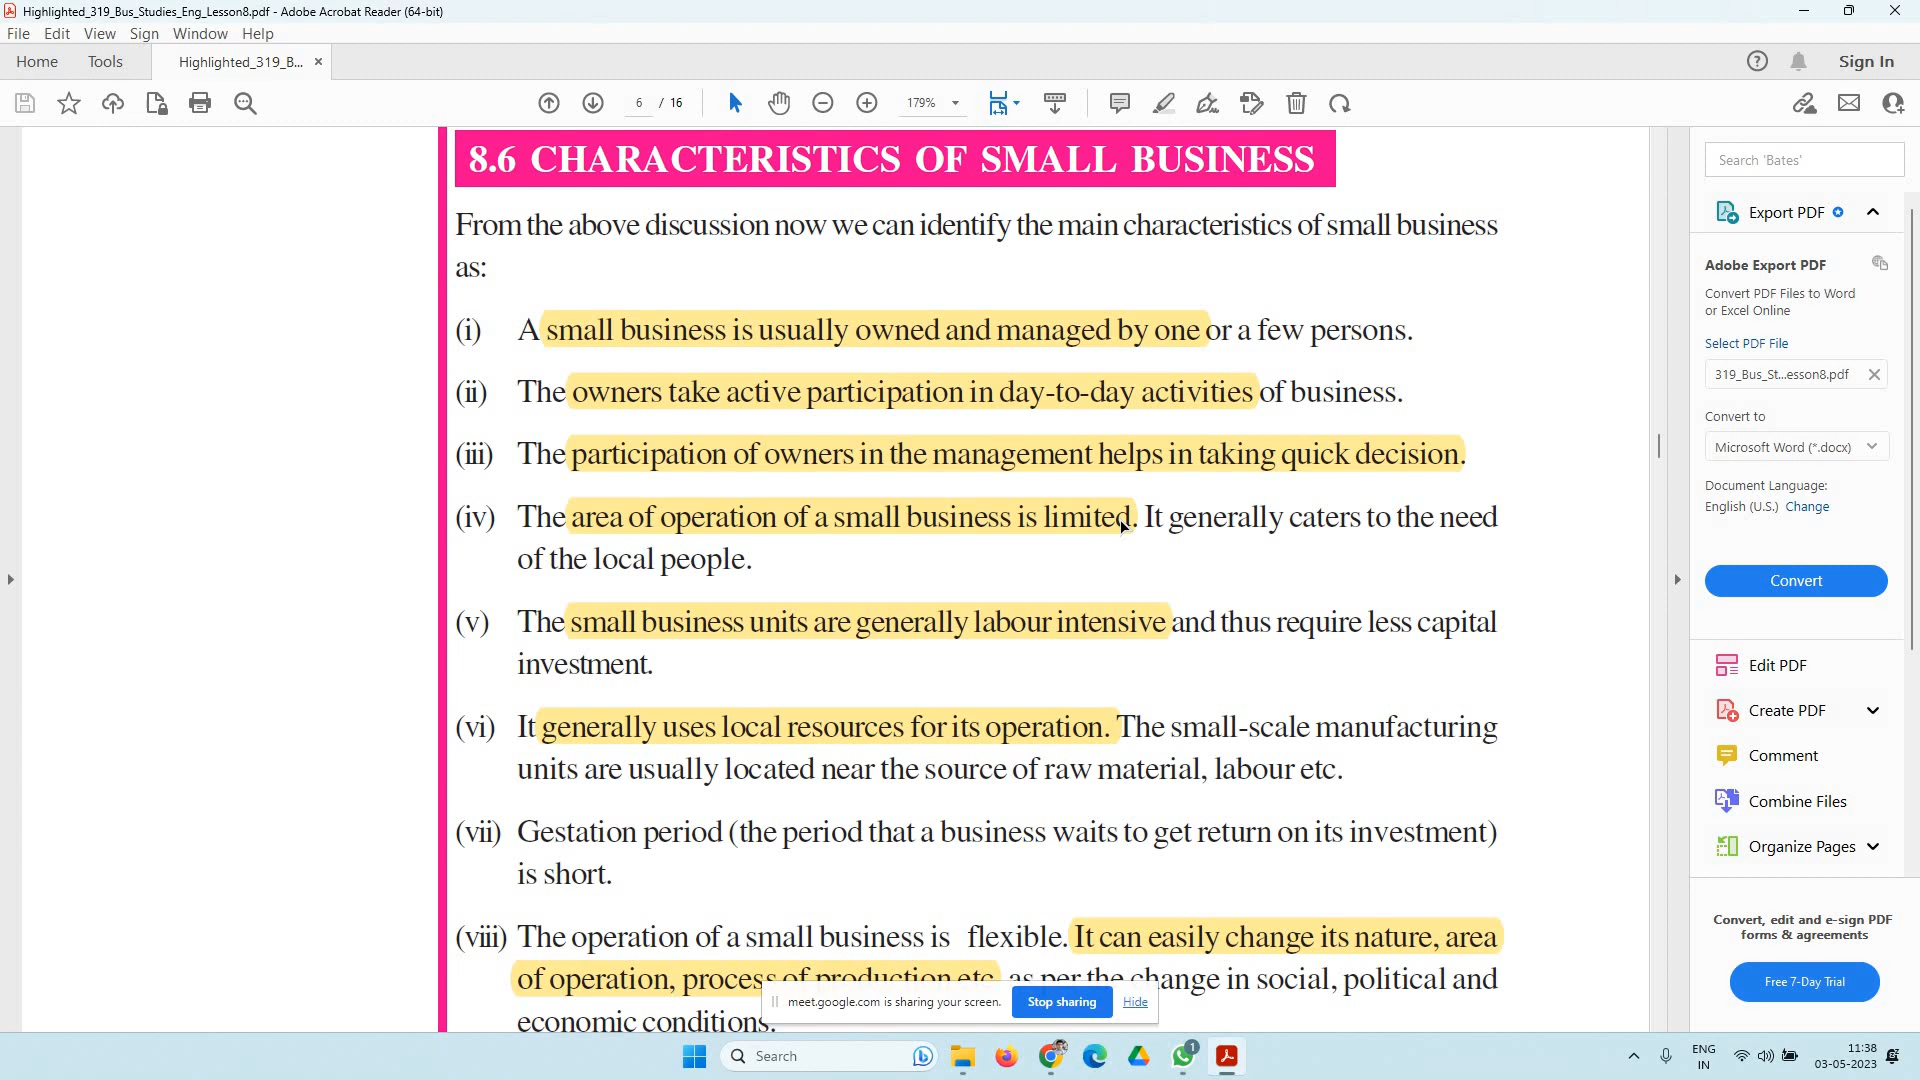 Highlighted_319_Bus_Studies_Eng_Lesson8.pdf - Adobe Acrobat Reader (64-bit)
File Edit View Sign Window Help
Home Tools Highlighted_319_B... × Sign In
6 / 16 179%
8.6 CHARACTERISTICS OF SMALL BUSINESS
From the above discussion now we can identify the main characteristics of small business
as:
(i) A small business is usually owned and managed by one or a few persons.
(ii) The owners take active participation in day-to-day activities of business.
(iii) The participation of owners in the management helps in taking quick decision.
(iv) The area of operation of a small business is limited. It generally caters to the need
of the local people.
(v) The small business units are generally labour intensive and thus require less capital
investment.
(vi) It generally uses local resources for its operation. The small-scale manufacturing
units are usually located near the source of raw material, labour etc.
(vii) Gestation period (the period that a business waits to get return on its investment)
is short.
(viii) The operation of a small business is flexible. It can easily change its nature, area
of operation, process of production etc. as per the change in social, political and
economic conditions.
Search 'Bates'
Export PDF
Adobe Export PDF
Convert PDF Files to Word
or Excel Online
Select PDF File
319_Bus_St...esson8.pdf
Convert to
Microsoft Word (*.docx)
Document Language:
English (U.S.) Change
Convert
Edit PDF
Create PDF
Comment
Combine Files
Organize Pages
Convert, edit and e-sign PDF
forms & agreements
Free 7-Day Trial
meet.google.com is sharing your screen. Stop sharing Hide
Search
1
ENG
IN
11:38
03-05-2023